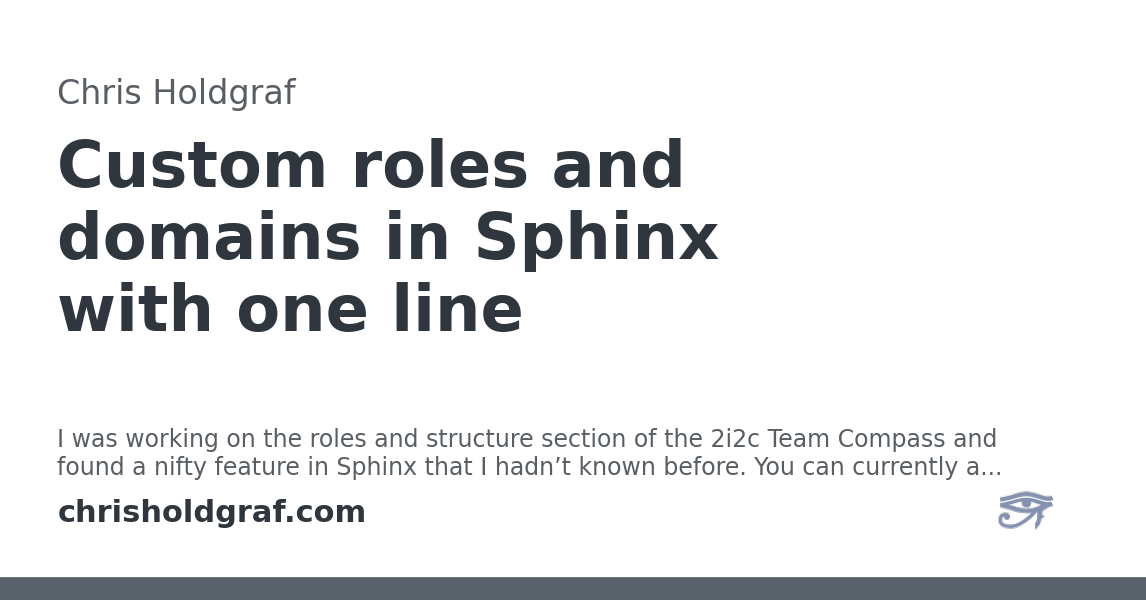 Chris Holdgraf
Custom roles and
domains in Sphinx
with one line
I was working on the roles and structure section of the 2i2c Team Compass and
found a nifty feature in Sphinx that I hadn’t known before. You can currently a...
chrisholdgraf.com